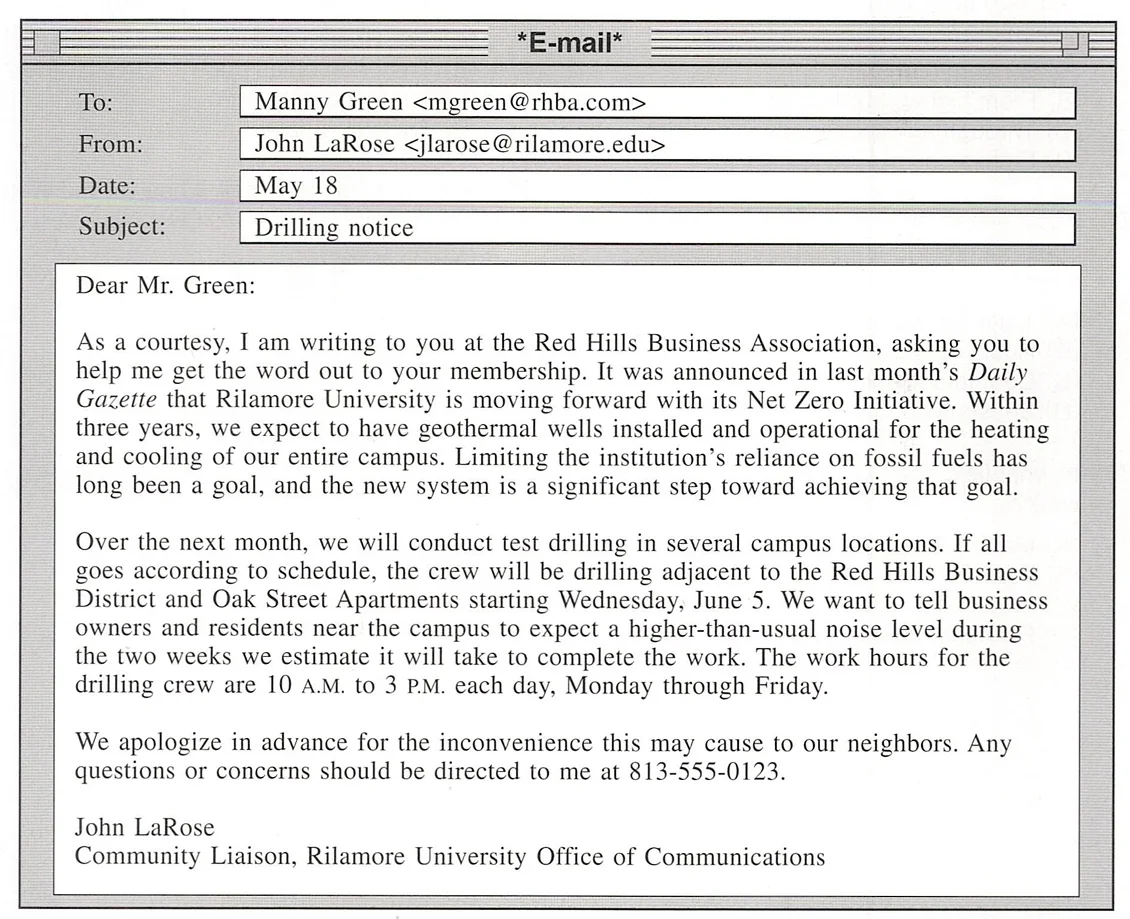 *E-mail*
To: Manny Green <mgreen@rhba.com>
From: John LaRose <jlarose@rilamore.edu>
Date: May 18
Subject: Drilling notice
Dear Mr. Green:
As a courtesy, I am writing to you at the Red Hills Business Association, asking you to
help me get the word out to your membership. It was announced in last month's Daily
Gazette that Rilamore University is moving forward with its Net Zero Initiative. Within
three years, we expect to have geothermal wells installed and operational for the heating
and cooling of our entire campus. Limiting the institution's reliance on fossil fuels has
long been a goal, and the new system is a significant step toward achieving that goal.
Over the next month, we will conduct test drilling in several campus locations. If all
goes according to schedule, the crew will be drilling adjacent to the Red Hills Business
District and Oak Street Apartments starting Wednesday, June 5. We want to tell business
owners and residents near the campus to expect a higher-than-usual noise level during
the two weeks we estimate it will take to complete the work. The work hours for the
drilling crew are 10 A.M. to 3 P.M. each day, Monday through Friday.
We apologize in advance for the inconvenience this may cause to our neighbors. Any
questions or concerns should be directed to me at 813-555-0123.
John LaRose
Community Liaison, Rilamore University Office of Communications